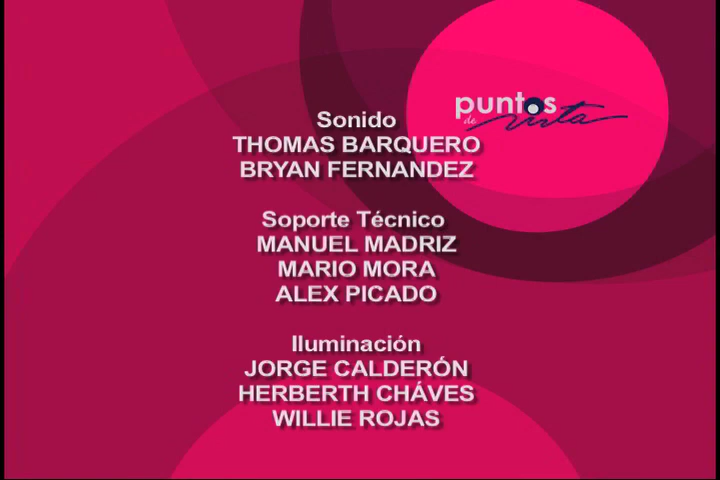 puntos
de vista
Sonido
THOMAS BARQUERO
BRYAN FERNANDEZ
Soporte Técnico
MANUEL MADRIZ
MARIO MORA
ALEX PICADO
Iluminación
JORGE CALDERÓN
HERBERTH CHÁVES
WILLIE ROJAS